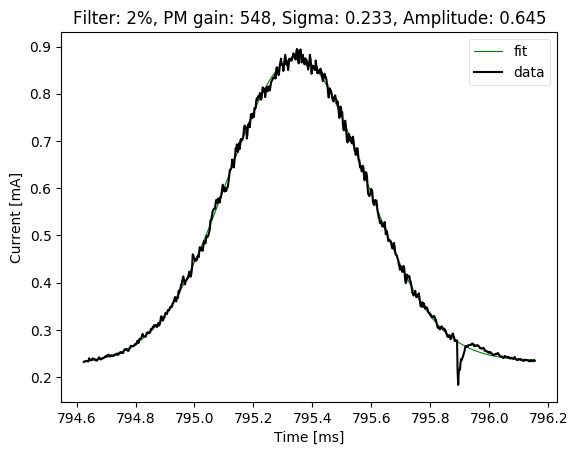 Filter: 2%, PM gain: 548, Sigma: 0.233, Amplitude: 0.645
fit
data
0.9
0.8
0.7
0.6
0.5
0.4
0.3
0.2
Current [mA]
794.6 794.8 795.0 795.2 795.4 795.6 795.8 796.0 796.2
Time [ms]